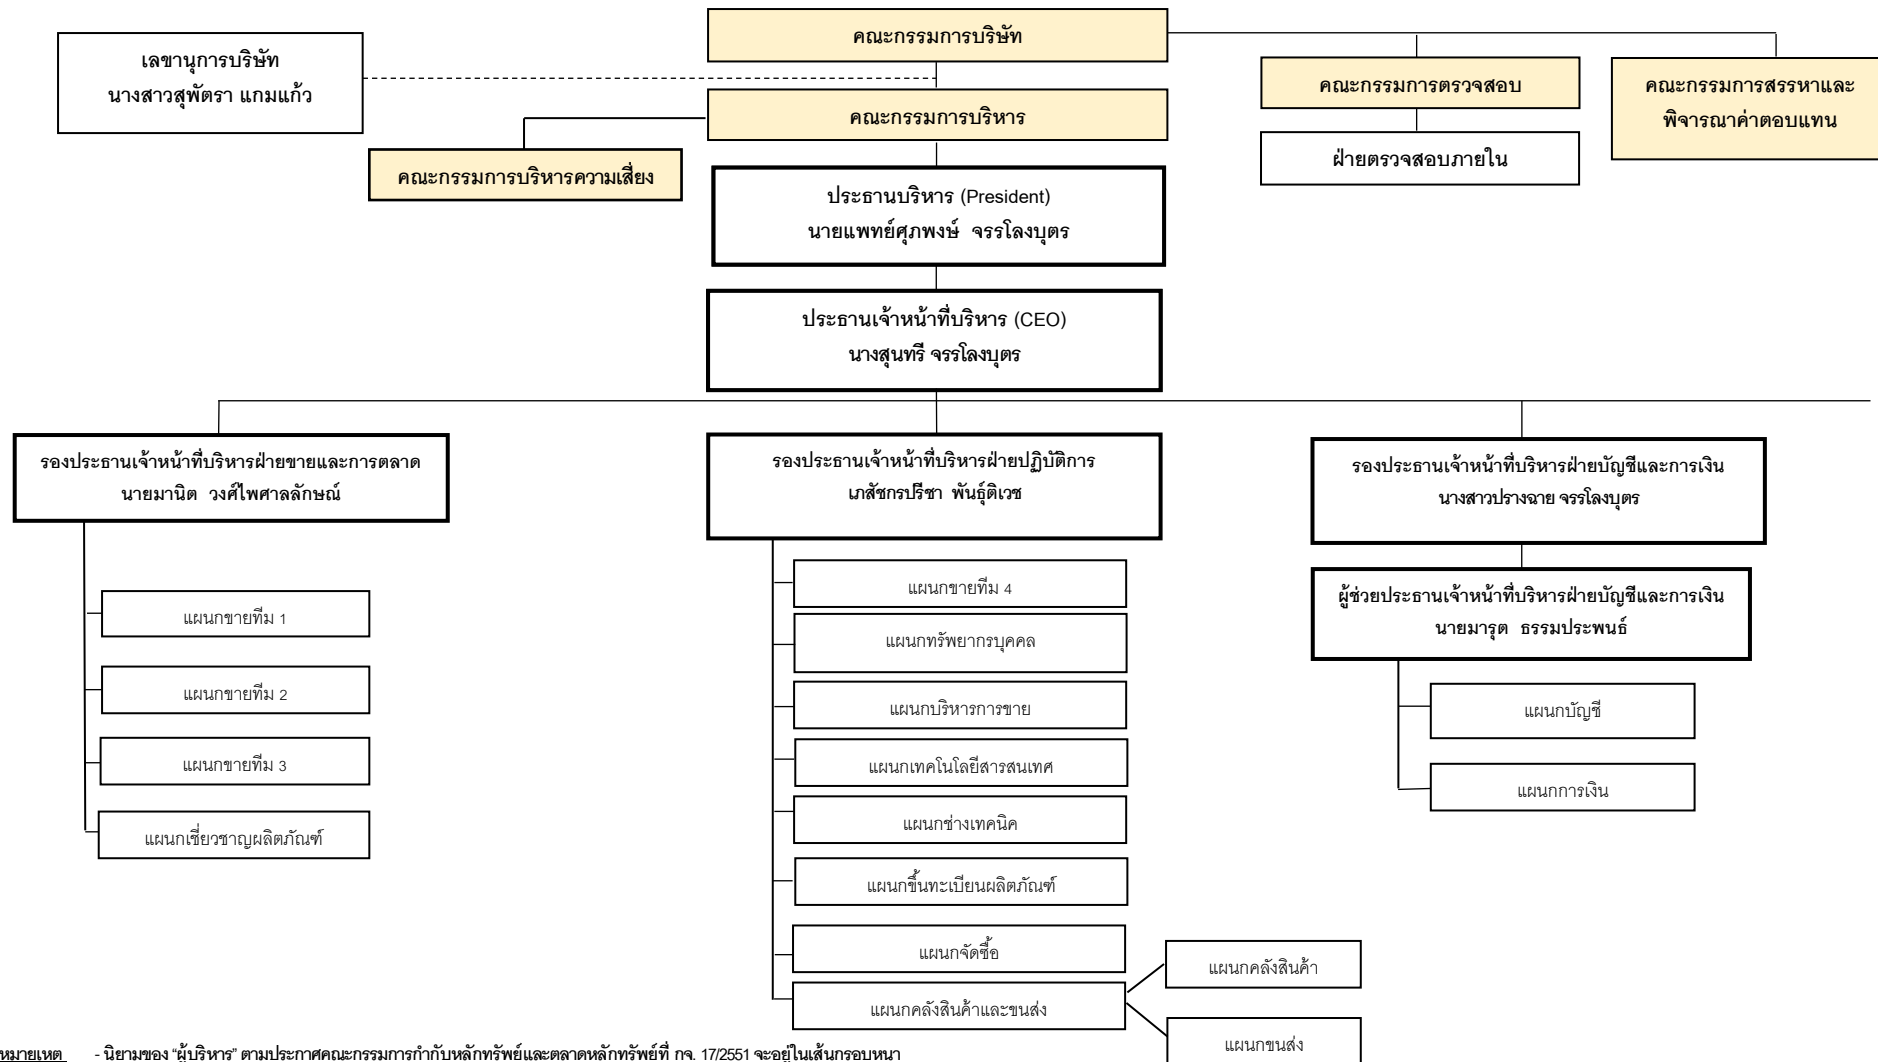 คณะกรรมการบริษัท
เลขานุการบริษัท
นางสาวสุพัตรา แกมแก้ว
คณะกรรมการตรวจสอบ
คณะกรรมการสรรหาและ
พิจารณาค่าตอบแทน
คณะกรรมการบริหาร
ฝ่ายตรวจสอบภายใน
คณะกรรมการบริหารความเสี่ยง
ประธานบริหาร (President)
นายแพทย์ศุภพงษ์ จรรโลงบุตร
ประธานเจ้าหน้าที่บริหาร (CEO)
นางสุนทรี จรรโลงบุตร
รองประธานเจ้าหน้าที่บริหารฝ่ายขายและการตลาด
นายมานิต วงศ์ไพศาลลักษณ์
รองประธานเจ้าหน้าที่บริหารฝ่ายปฏิบัติการ
เภสัชกรปรีชา พันธุ์ติเวช
รองประธานเจ้าหน้าที่บริหารฝ่ายบัญชีและการเงิน
นางสาวปรางฉาย จรรโลงบุตร
ผู้ช่วยประธานเจ้าหน้าที่บริหารฝ่ายบัญชีและการเงิน
นายมารุต ธรรมประพนธ์
แผนกขายทีม 1
แผนกขายทีม 2
แผนกขายทีม 3
แผนกเชี่ยวชาญผลิตภัณฑ์
แผนกขายทีม 4
แผนกทรัพยากรบุคคล
แผนกบริหารการขาย
แผนกเทคโนโลยีสารสนเทศ
แผนกช่างเทคนิค
แผนกขึ้นทะเบียนผลิตภัณฑ์
แผนกจัดซื้อ
แผนกคลังสินค้าและขนส่ง
แผนกคลังสินค้า
แผนกขนส่ง
แผนกบัญชี
แผนกการเงิน
หมายเหตุ - นิยามของ “ผู้บริหาร” ตามประกาศคณะกรรมการกำกับหลักทรัพย์และตลาดหลักทรัพย์ที่ กจ. 17/2551 จะอยู่ในเส้นกรอบหนา